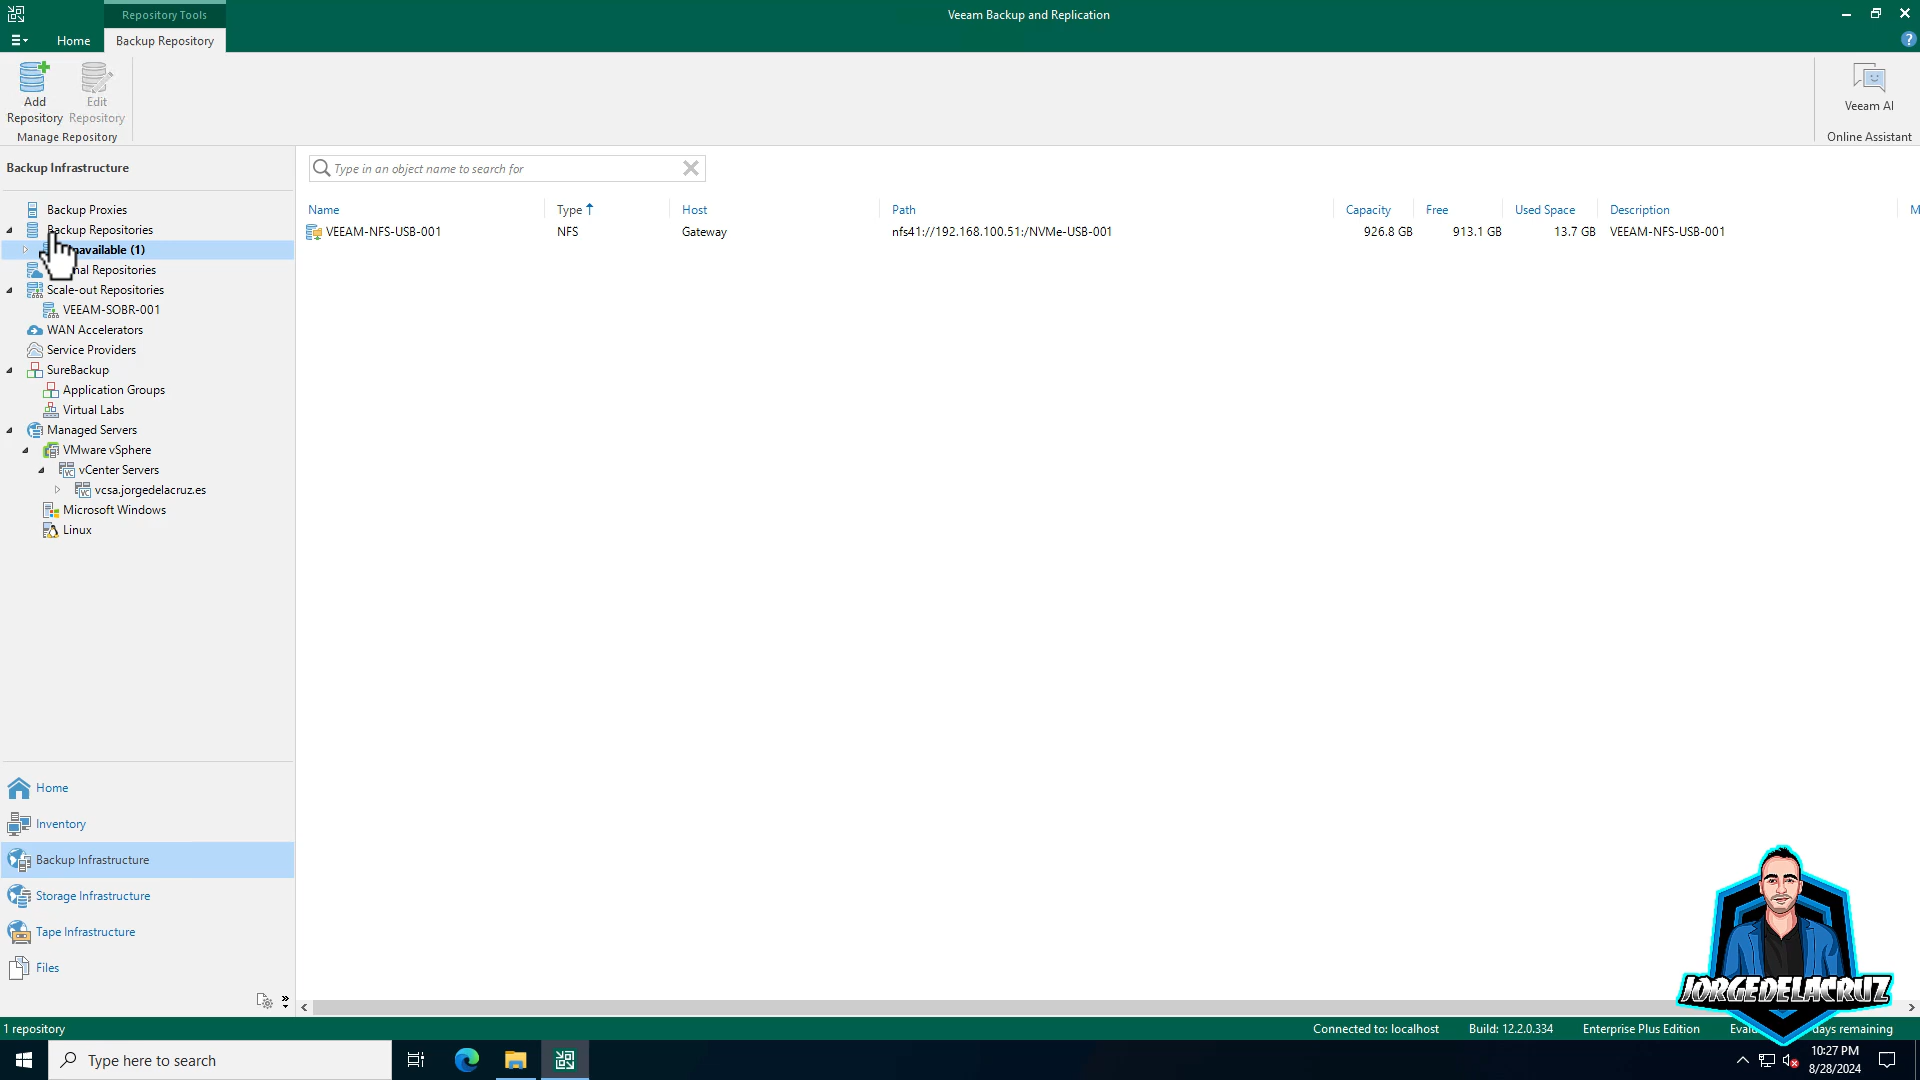 Repository Tools
Veeam Backup and Replication
Home
Backup Repository
Add
Repository
Edit
Repository
Manage Repository
Veeam AI
Online Assistant
Backup Infrastructure
Type in an object name to search for
Backup Proxies
Backup Repositories
navailable (1)
nal Repositories
Scale-out Repositories
VEEAM-SOBR-001
WAN Accelerators
Service Providers
SureBackup
Application Groups
Virtual Labs
Managed Servers
VMware vSphere
vCenter Servers
vcsa.jorgedelacruz.es
Microsoft Windows
Linux
Name Type Host Path Capacity Free Used Space Description M
VEEAM-NFS-USB-001 NFS Gateway nfs41://192.168.100.51:/NVMe-USB-001 926.8 GB 913.1 GB 13.7 GB VEEAM-NFS-USB-001
Home
Inventory
Backup Infrastructure
Storage Infrastructure
Tape Infrastructure
Files
JORGEDELACRUZ
1 repository
Connected to: localhost Build: 12.2.0.334 Enterprise Plus Edition days remaining
Type here to search
10:27 PM
8/28/2024